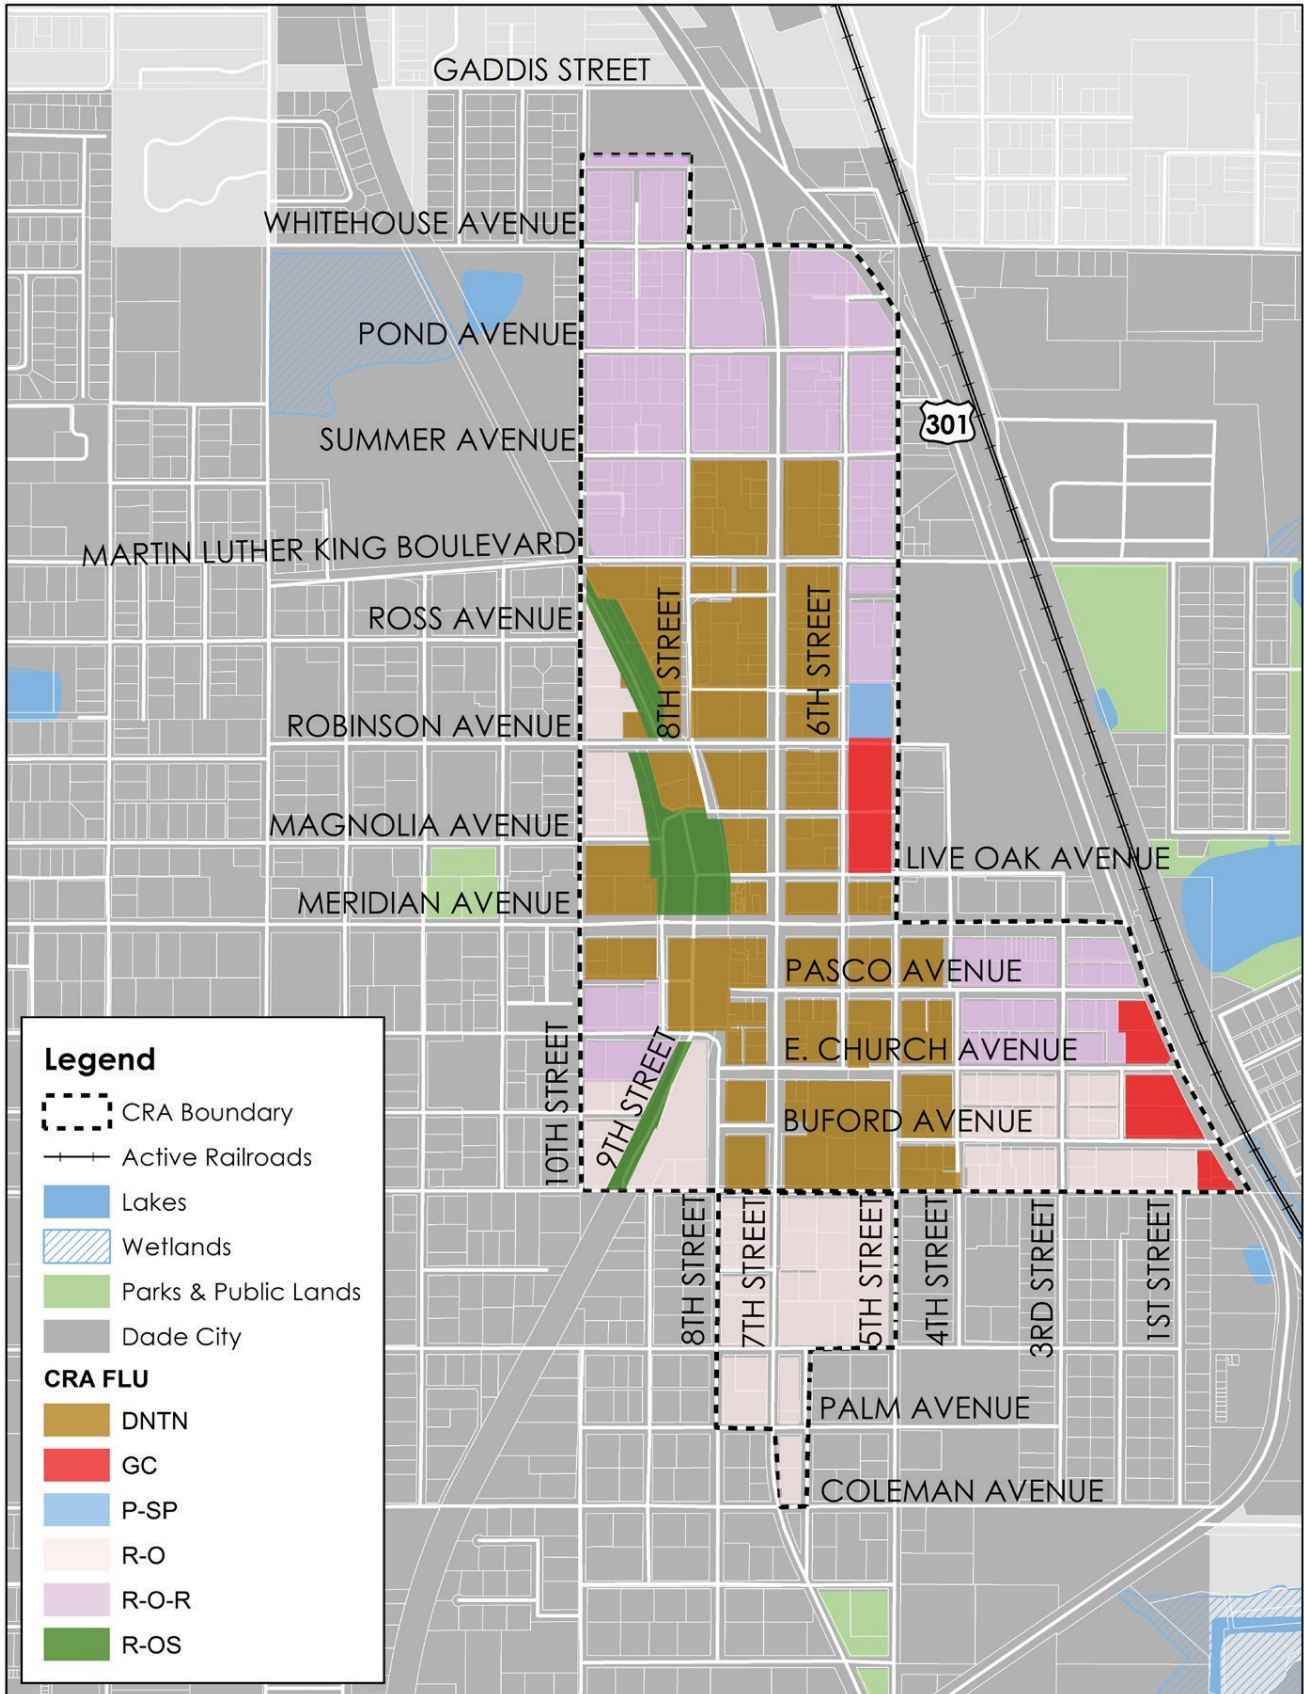 GADDIS STREET
WHITEHOUSE AVENUE
POND AVENUE
SUMMER AVENUE
301
MARTIN LUTHER KING BOULEVARD
ROSS AVENUE
8TH STREET
6TH STREET
ROBINSON AVENUE
MAGNOLIA AVENUE
LIVE OAK AVENUE
MERIDIAN AVENUE
PASCO AVENUE
E. CHURCH AVENUE
10TH STREET
9TH STREET
BUFORD AVENUE
8TH STREET
7TH STREET
5TH STREET
4TH STREET
3RD STREET
1ST STREET
PALM AVENUE
COLEMAN AVENUE
Legend
CRA Boundary
Active Railroads
Lakes
Wetlands
Parks & Public Lands
Dade City
CRA FLU
DNTN
GC
P-SP
R-O
R-O-R
R-OS